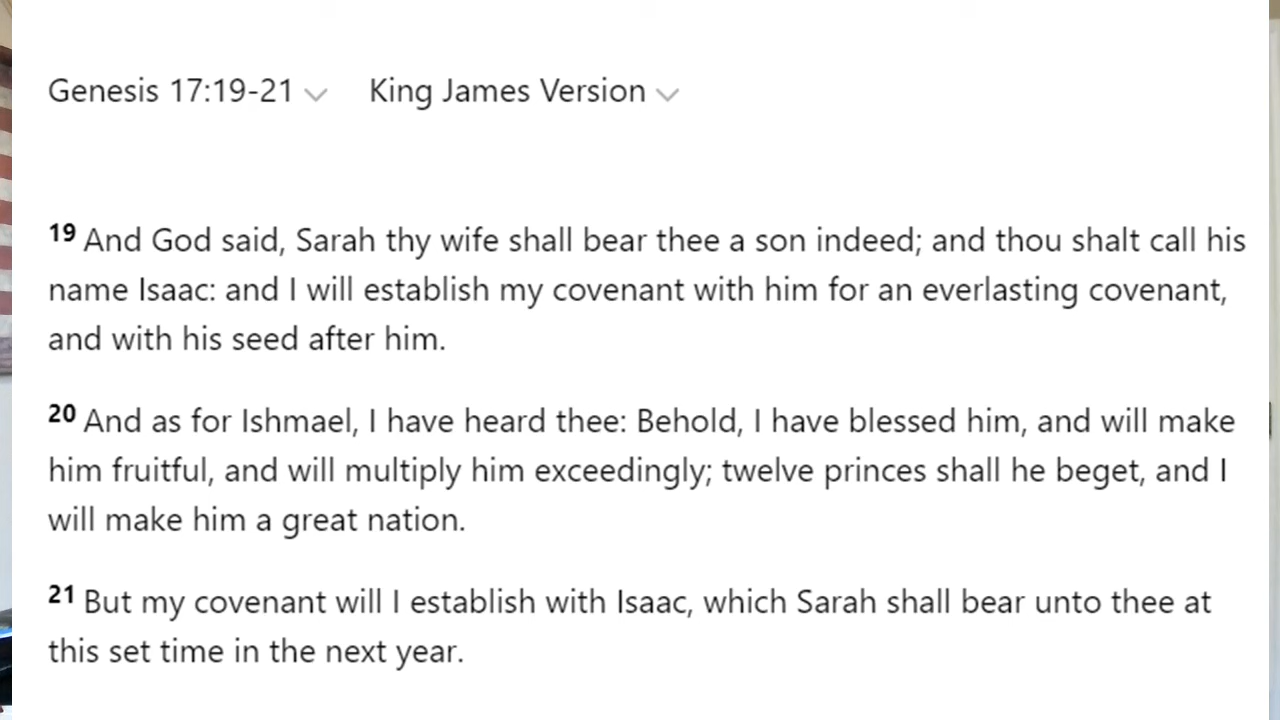 Genesis 17:19-21 King James Version
19 And God said, Sarah thy wife shall bear thee a son indeed; and thou shalt call his
name Isaac: and I will establish my covenant with him for an everlasting covenant,
and with his seed after him.
20 And as for Ishmael, I have heard thee: Behold, I have blessed him, and will make
him fruitful, and will multiply him exceedingly; twelve princes shall he beget, and I
will make him a great nation.
21 But my covenant will I establish with Isaac, which Sarah shall bear unto thee at
this set time in the next year.